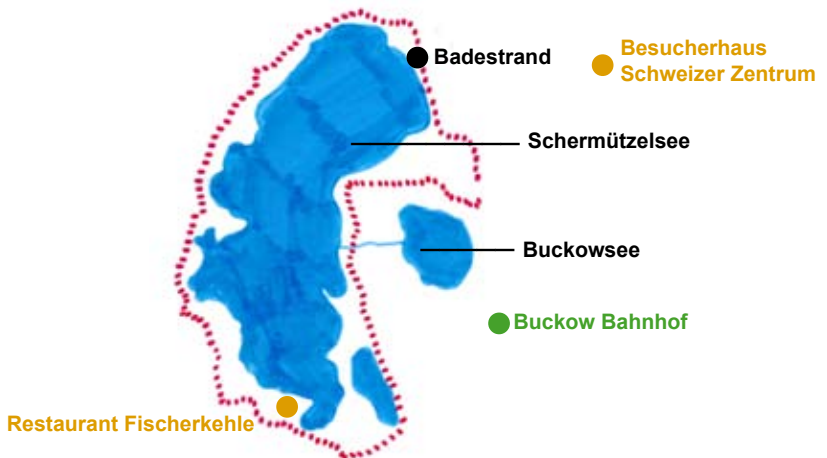 Badestrand
Besucherhaus
Schweizer Zentrum
Schermützelsee
Buckowsee
Buckow Bahnhof
Restaurant Fischerkehle